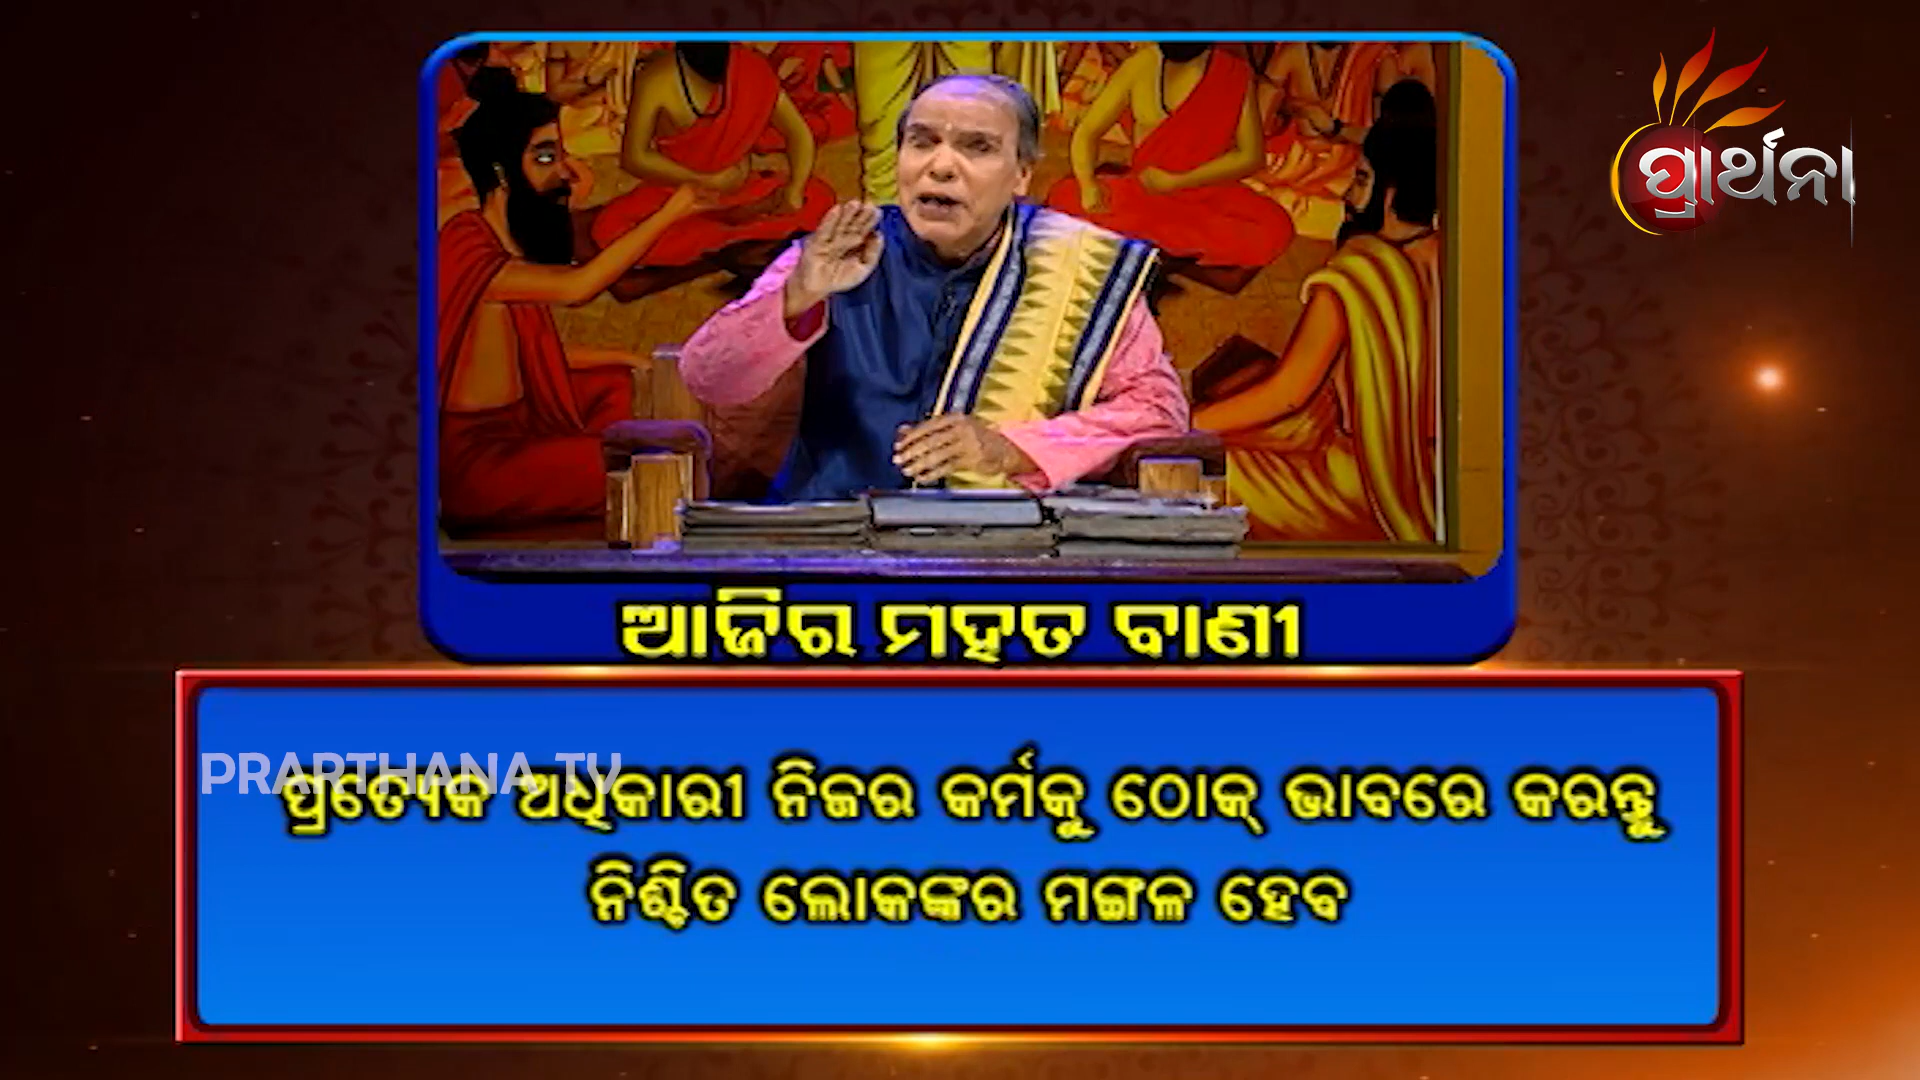 ପ୍ରାର୍ଥନା
ଆଜିର ମହତ ବାଣୀ
PRARTHANA TV
ପ୍ରତ୍ୟେକ ଅଧିକାରୀ ନିଜର କର୍ମକୁ ଠୋକ୍ ଭାବରେ କରନ୍ତୁ
ନିଶ୍ଚିତ ଲୋକଙ୍କର ମଙ୍ଗଳ ହେବ